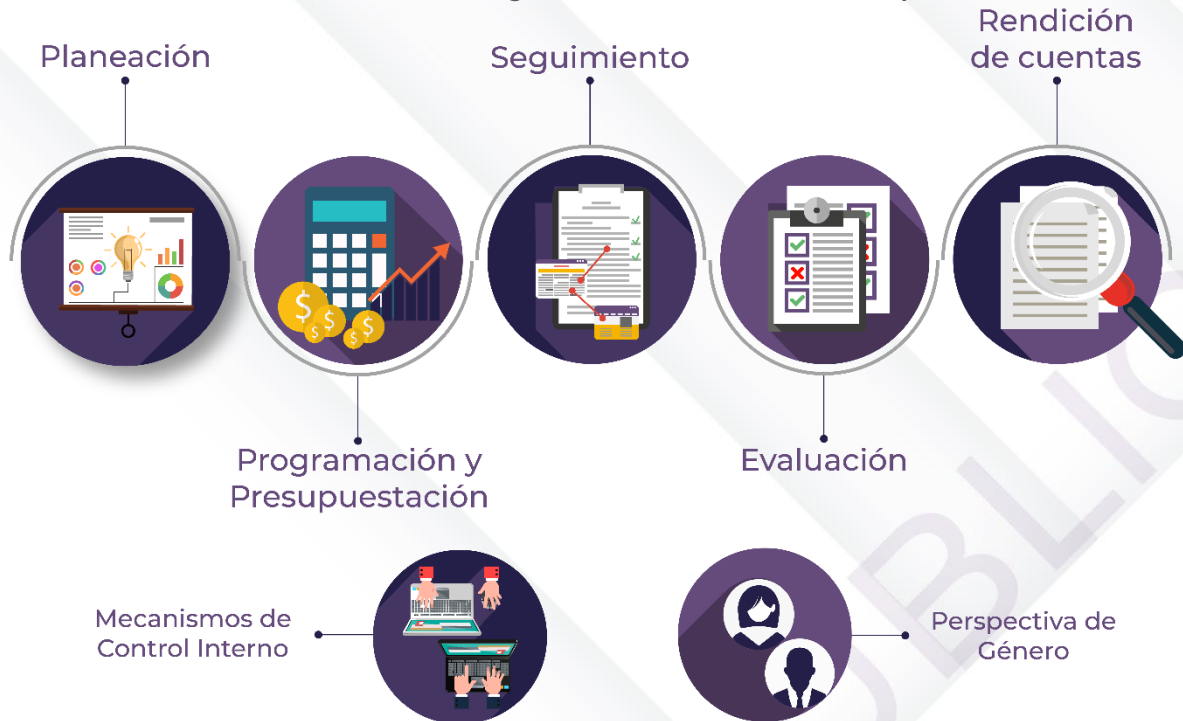 Planeación
Seguimiento
Rendición
de cuentas
$
$
$
$
$
Programación y
Presupuestación
Evaluación
Mecanismos de
Control Interno
Perspectiva de
Género